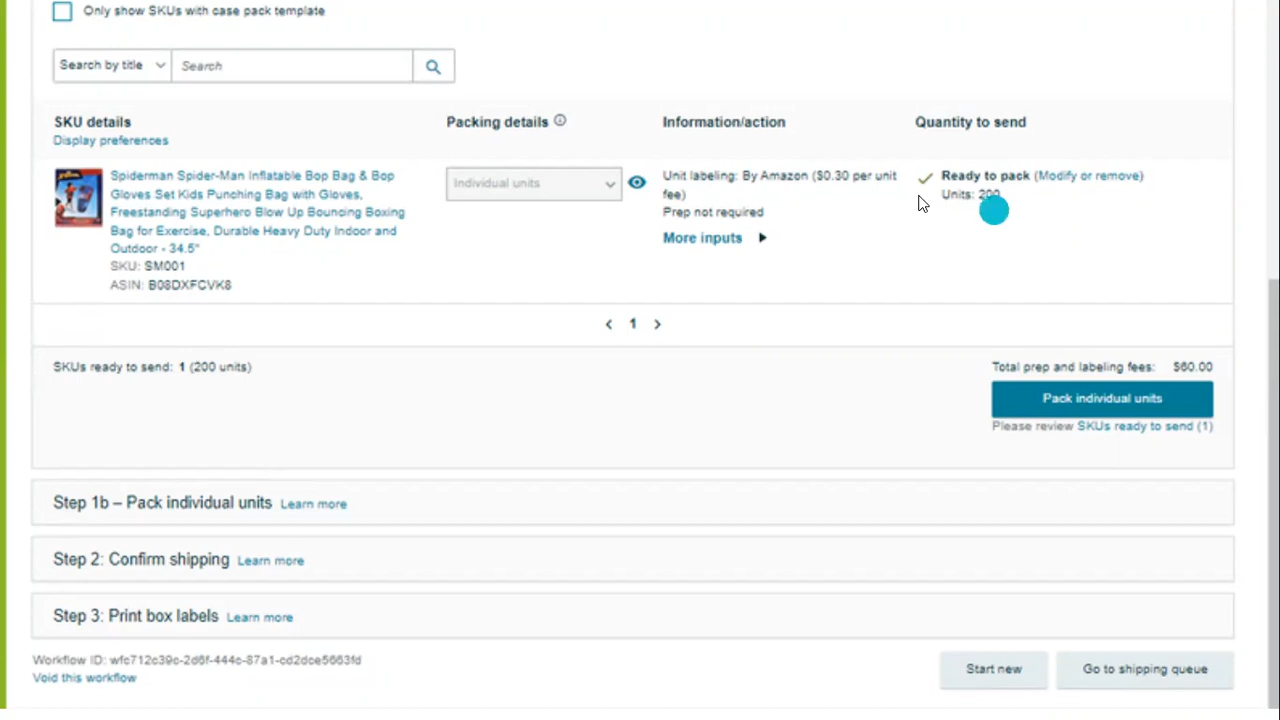 Only show SKUs with case pack template
Search by title Search
SKU details Packing details Information/action Quantity to send
Display preferences
Spiderman Spider-Man Inflatable Bop Bag & Bop
Gloves Set Kids Punching Bag with Gloves,
Freestanding Superhero Blow Up Bouncing Boxing
Bag for Exercise, Durable Heavy Duty Indoor and
Outdoor - 34.5"
SKU: SM001
ASIN: B08DXFCVK8
Individual units
Unit labeling: By Amazon ($0.30 per unit
fee)
Prep not required
More inputs
Ready to pack (Modify or remove)
Units: 200
1
SKUs ready to send: 1 (200 units)
Total prep and labeling fees: $60.00
Pack individual units
Please review SKUs ready to send (1)
Step 1b – Pack individual units Learn more
Step 2: Confirm shipping Learn more
Step 3: Print box labels Learn more
Workflow ID: wfc712c39c-2d6f-444c-87a1-cd2dce5663fd
Void this workflow
Start new
Go to shipping queue